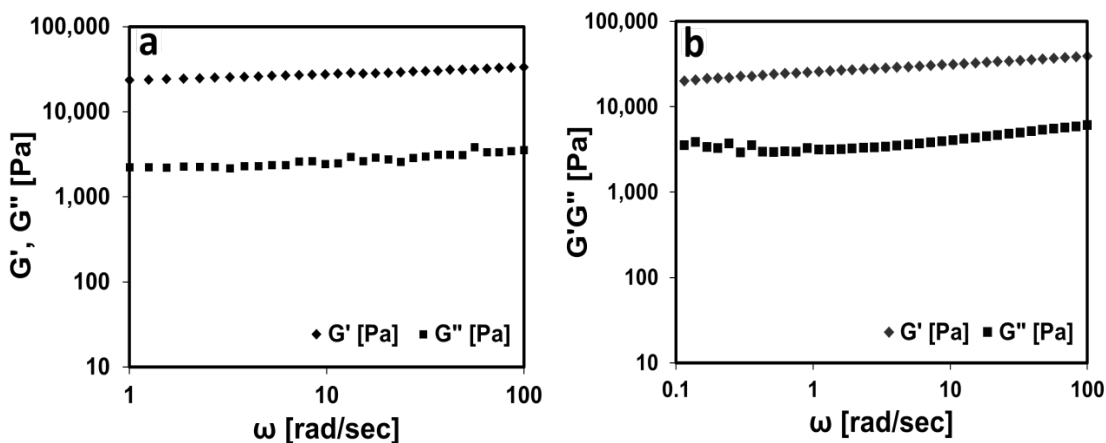 a
100,000
10,000
1,000
100
10
G', G" [Pa]
G' [Pa] G" [Pa]
1 10 100
ω [rad/sec]
b
100,000
10,000
1,000
100
10
G'G" [Pa]
G' [Pa] G" [Pa]
0.1 1 10 100
ω [rad/sec]